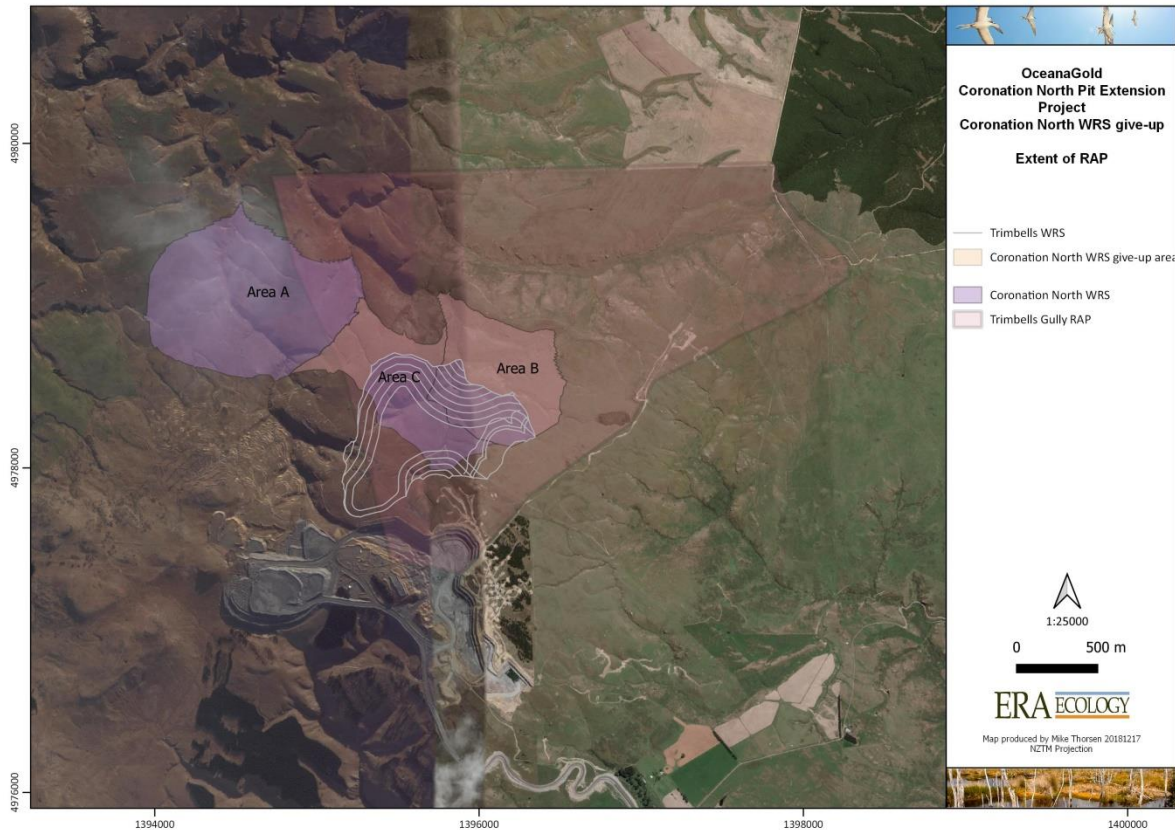 OceanaGold
Coronation North Pit Extension
Project
Coronation North WRS give-up
Extent of RAP
Trimbells WRS
Coronation North WRS give-up area
Coronation North WRS
Trimbells Gully RAP
1:25000
0 500 m
ERA ECOLOGY
Map produced by Mike Thorsen 20181217
NZTM Projection
Area A
Area B
Area C
4980000
4978000
4976000
1394000 1396000 1398000 1400000